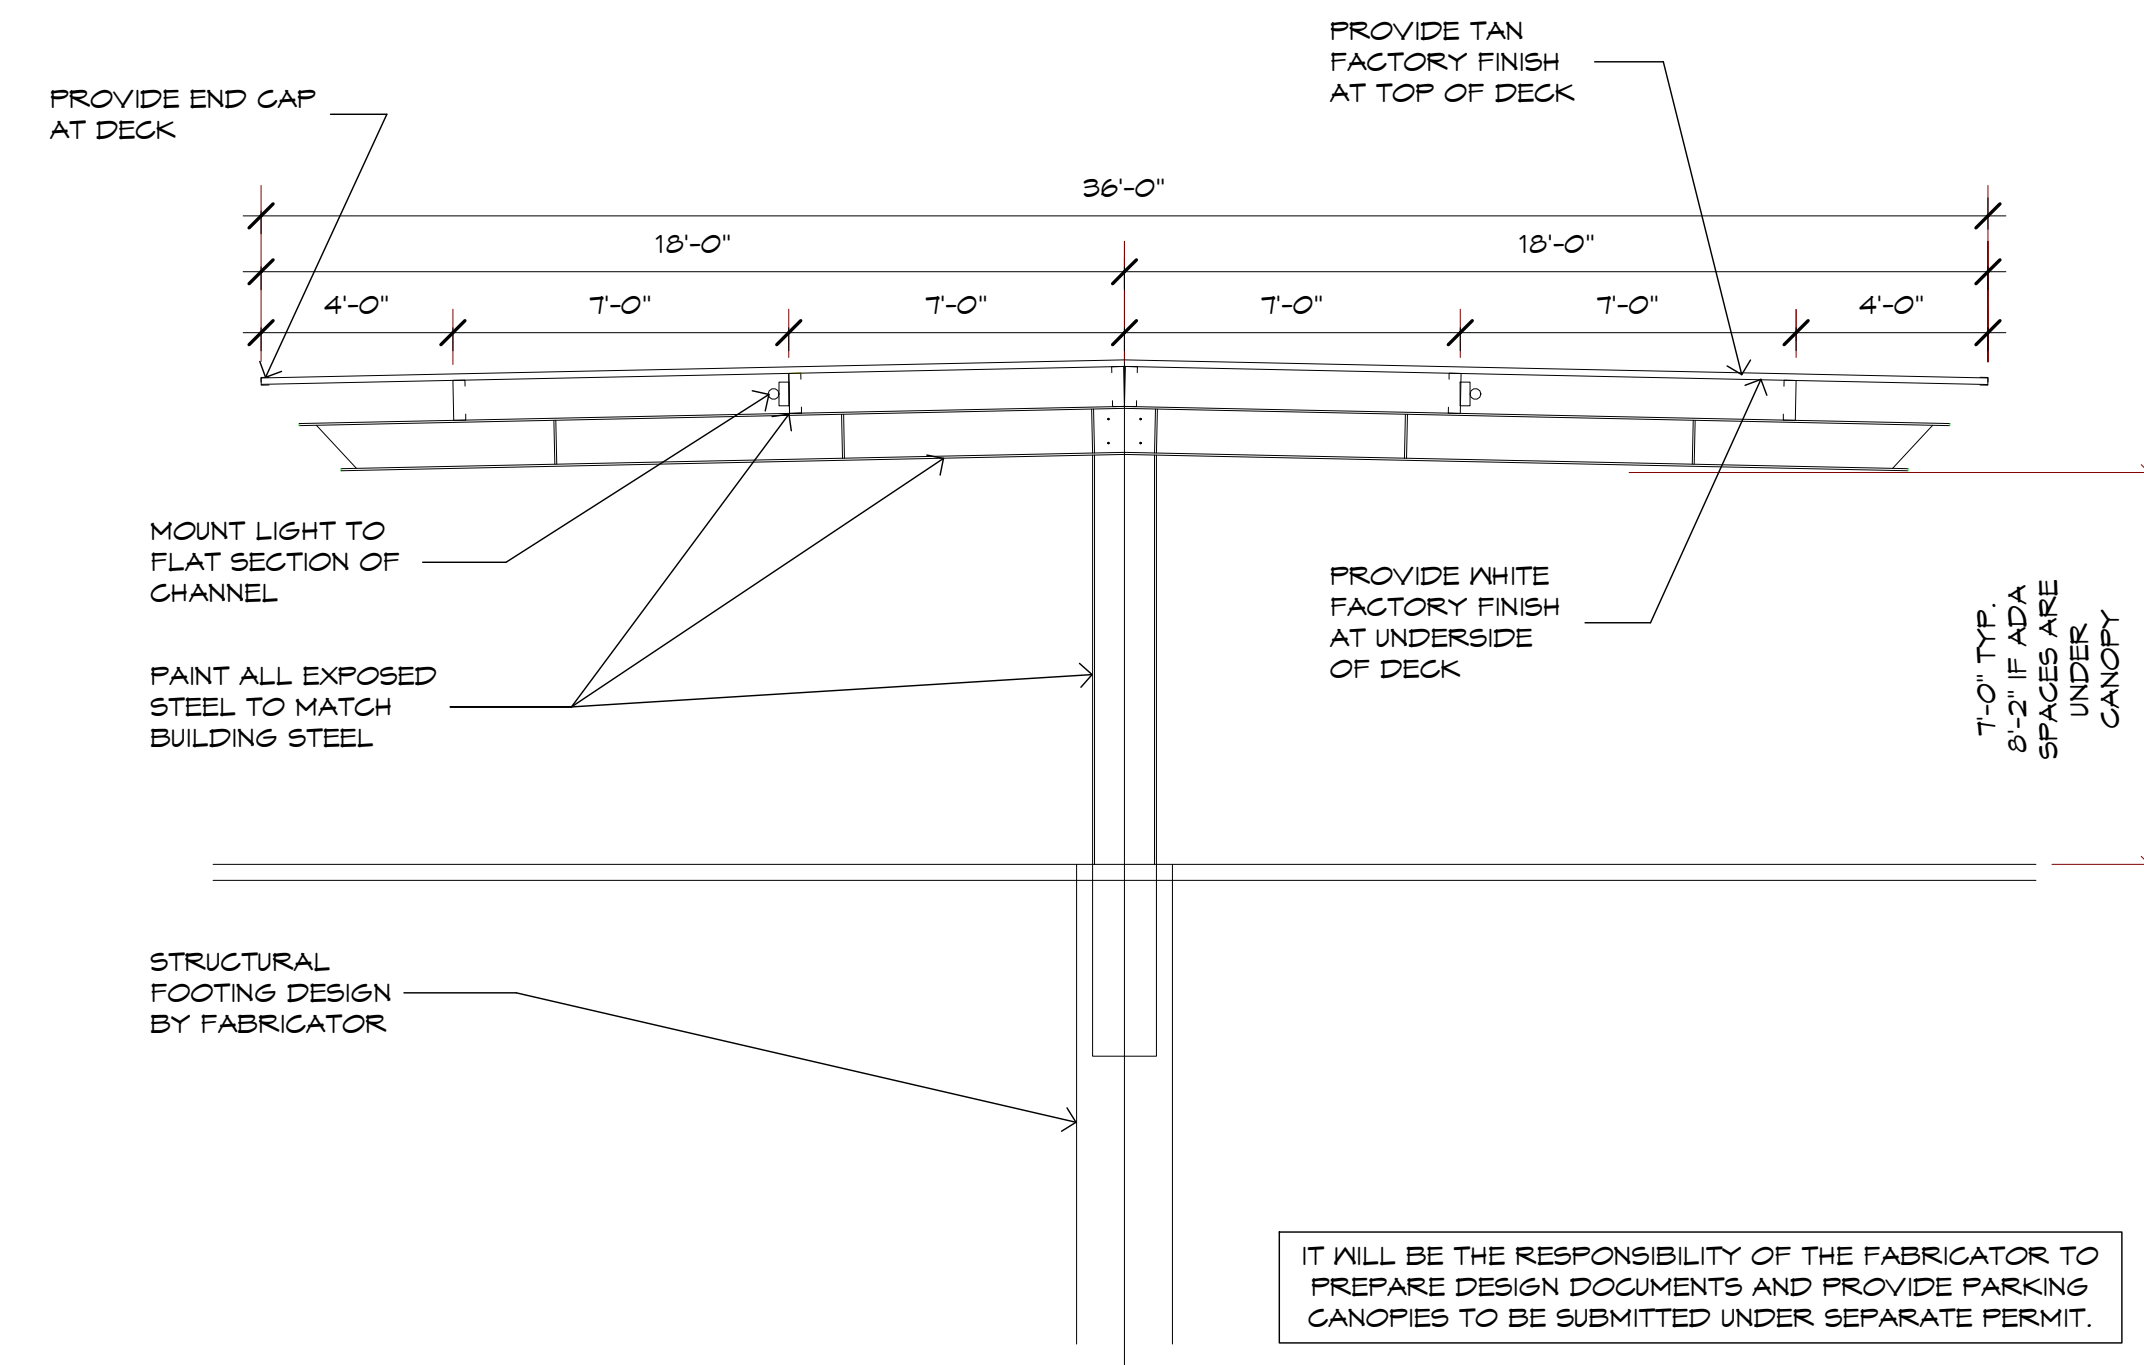 PROVIDE TAN
FACTORY FINISH
AT TOP OF DECK
PROVIDE END CAP
AT DECK
36'-0"
18'-0"
18'-0"
4'-0"
7'-0"
7'-0"
7'-0"
7'-0"
4'-0"
MOUNT LIGHT TO
FLAT SECTION OF
CHANNEL
PROVIDE WHITE
FACTORY FINISH
AT UNDERSIDE
OF DECK
7'-0" TYP.
8'-2" IF ADA
SPACES ARE
UNDER
CANOPY
PAINT ALL EXPOSED
STEEL TO MATCH
BUILDING STEEL
STRUCTURAL
FOOTING DESIGN
BY FABRICATOR
IT WILL BE THE RESPONSIBILITY OF THE FABRICATOR TO
PREPARE DESIGN DOCUMENTS AND PROVIDE PARKING
CANOPIES TO BE SUBMITTED UNDER SEPARATE PERMIT.